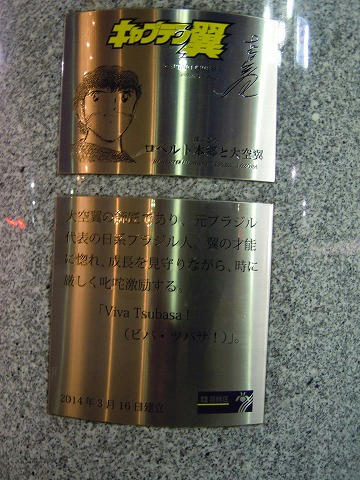 キャプテン翼
ロベルト本郷と大空翼
大空翼の師匠であり、元ブラジル
代表の日系ブラジル人。翼の才能
に惚れ、成長を見守りながら、時に
厳しく叱咤激励する。
「Viva Tsubasa!
(ビバ・ツバサ!)」。
2014年3月16日建立
葛飾区